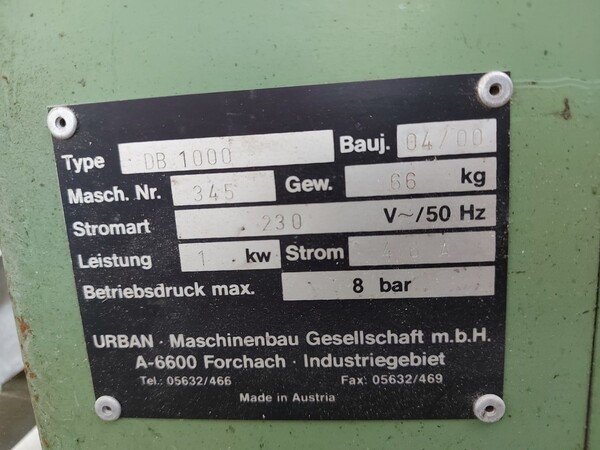 Type DB 1000 Bauj. 04/00
Masch. Nr. 345 Gew. 66 kg
Stromart 230 V~/50 Hz
Leistung 1 kw Strom
Betriebsdruck max. 8 bar
URBAN · Maschinenbau Gesellschaft m.b.H.
A-6600 Forchach · Industriegebiet
Tel.: 05632/466 Fax: 05632/469
Made in Austria